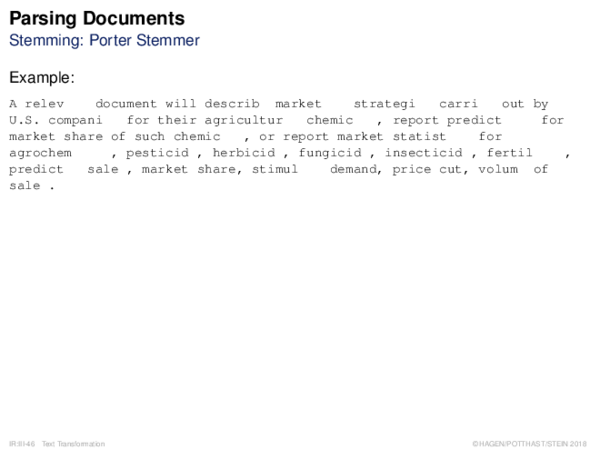 Parsing Documents
Stemming: Porter Stemmer
Example:
A relev document will describ market strategi carri out by
U.S. compani for their agricultur chemic , report predict for
market share of such chemic , or report market statist for
agrochem , pesticid , herbicid , fungicid , insecticid , fertil ,
predict sale , market share, stimul demand, price cut, volum of
sale .
IR:III-46 Text Transformation
©HAGEN/POTTHAST/STEIN 2018